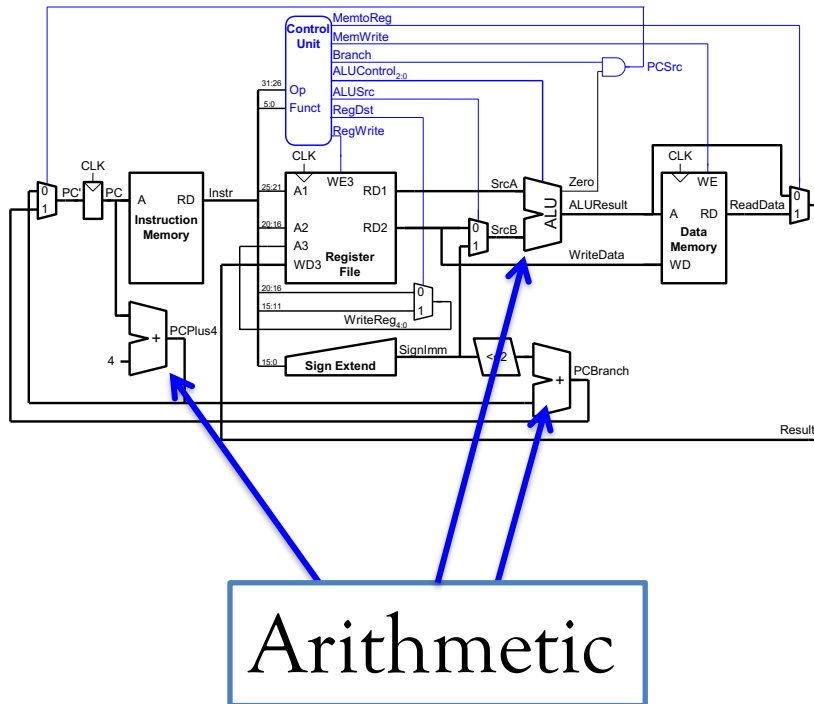 MemtoReg
Control
Unit
MemWrite
Branch
ALUControl2:0
PCSrc
31:26
Op
ALUSrc
5:0
Funct
RegDst
RegWrite
CLK
CLK
CLK
0
1
PC'
PC
A
RD
Instr
Instruction
Memory
25:21
A1
WE3
RD1
SrcA
Zero
WE
20:16
A2
RD2
0
1
SrcB
ALU
ALUResult
A
RD
ReadData
0
1
A3
WD3
Register
File
Data
Memory
WriteData
WD
20:16
0
15:11
1
WriteReg4:0
+
PCPlus4
4
15:0
Sign Extend
SignImm
<<2
+
PCBranch
Result
Arithmetic